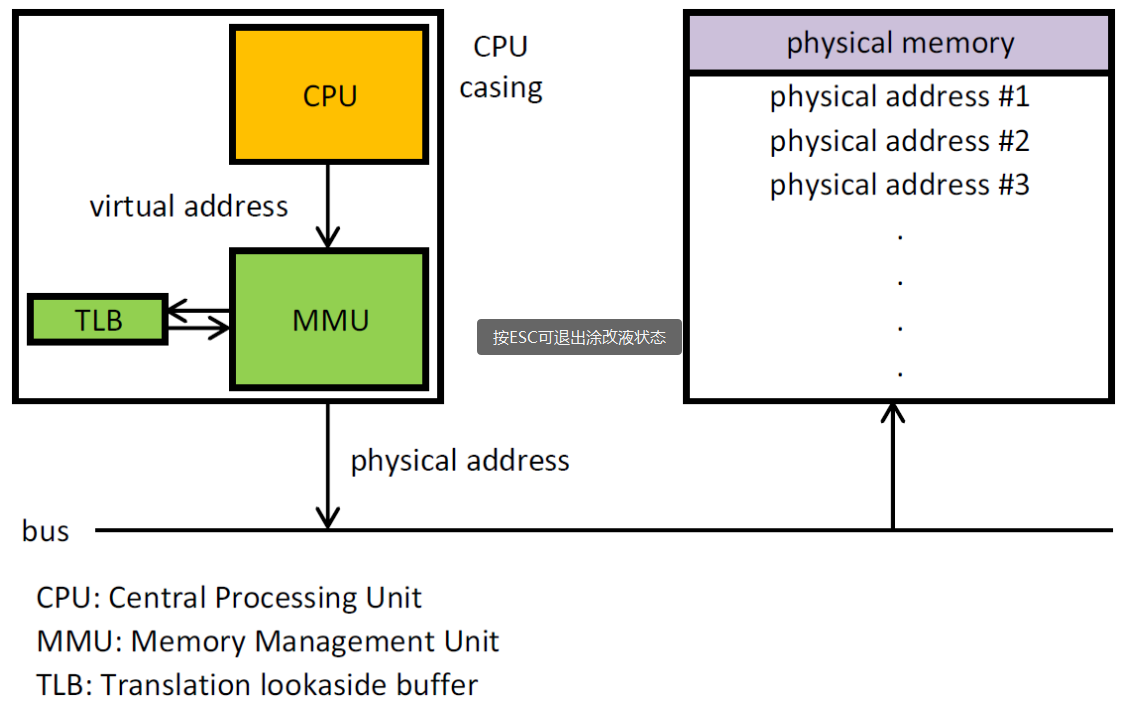 CPU
CPU
casing
physical memory
physical address #1
physical address #2
physical address #3
.
.
.
.
virtual address
TLB
MMU
按ESC可退出涂改液状态
physical address
bus
CPU: Central Processing Unit
MMU: Memory Management Unit
TLB: Translation lookaside buffer